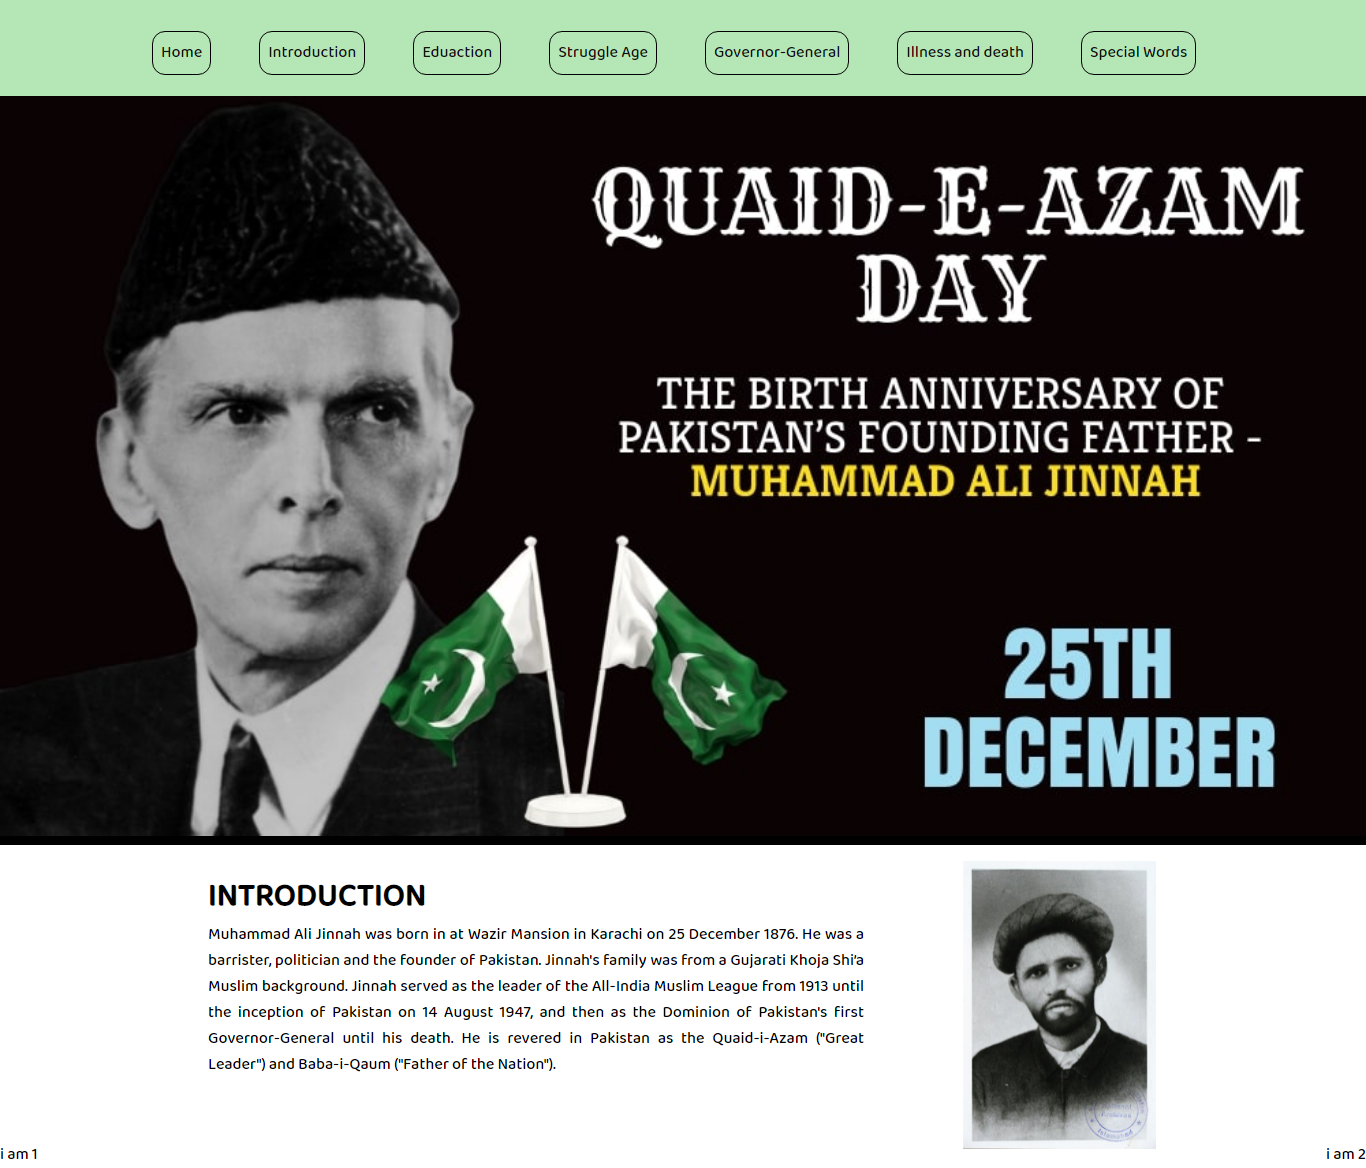 Home Introduction Eduaction Struggle Age Governor-General Illness and death Special Words
QUAID-E-AZAM
DAY
THE BIRTH ANNIVERSARY OF
PAKISTAN’S FOUNDING FATHER -
MUHAMMAD ALI JINNAH
25TH
DECEMBER
INTRODUCTION
Muhammad Ali Jinnah was born in at Wazir Mansion in Karachi on 25 December 1876. He was a
barrister, politician and the founder of Pakistan. Jinnah's family was from a Gujarati Khoja Shi'a
Muslim background. Jinnah served as the leader of the All-India Muslim League from 1913 until
the inception of Pakistan on 14 August 1947, and then as the Dominion of Pakistan's first
Governor-General until his death. He is revered in Pakistan as the Quaid-i-Azam ("Great
Leader") and Baba-i-Qaum ("Father of the Nation").
i am 1
i am 2